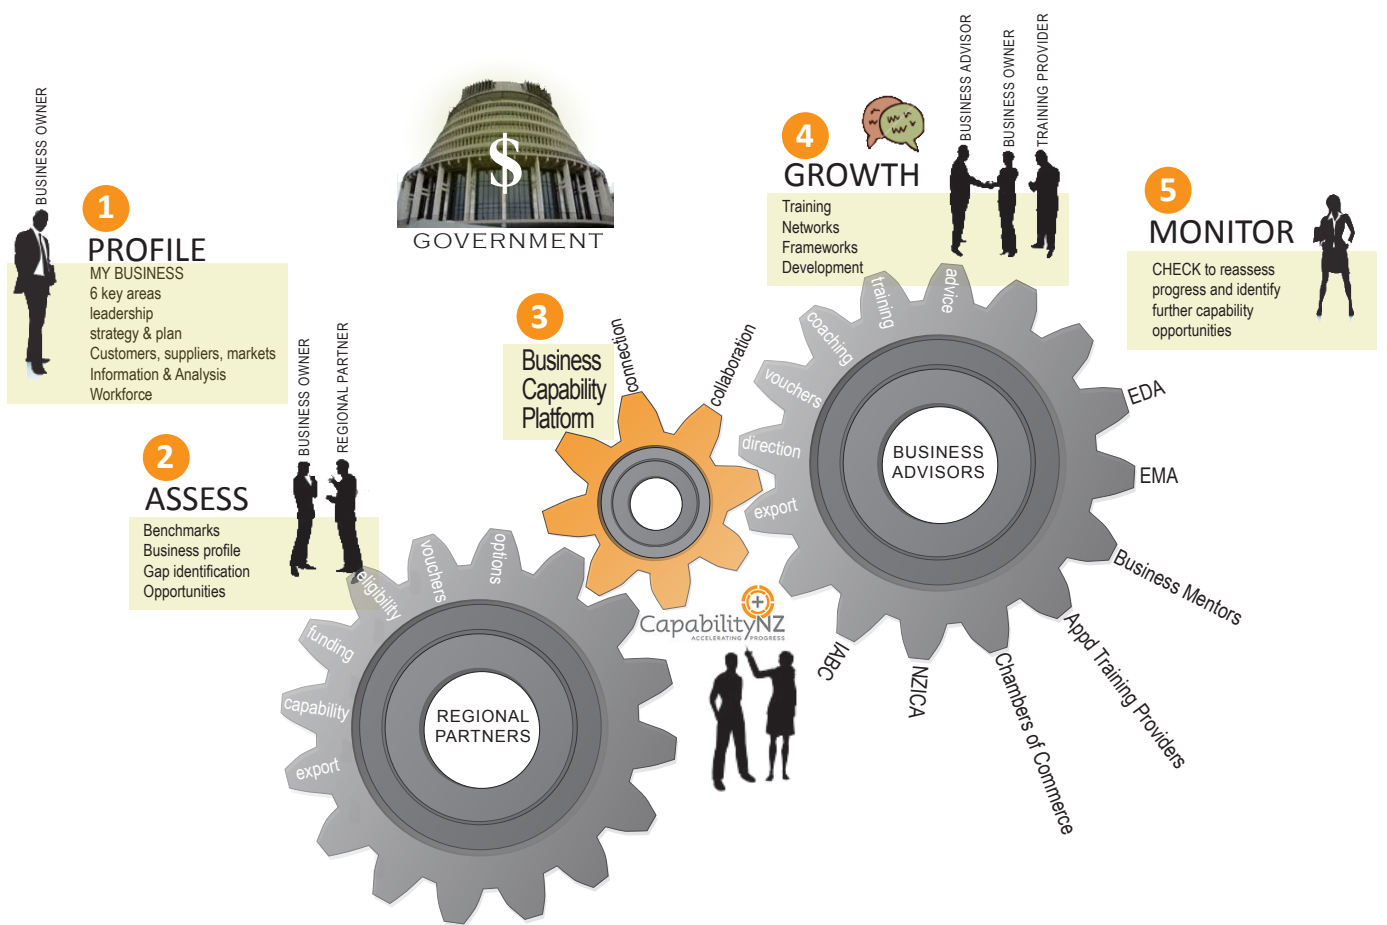 BUSINESS OWNER
1
PROFILE
MY BUSINESS
6 key areas
leadership
strategy & plan
Customers, suppliers, markets
Information & Analysis
Workforce
2
ASSESS
Benchmarks
Business profile
Gap identification
Opportunities
BUSINESS OWNER
REGIONAL PARTNER
$
GOVERNMENT
3
Business
Capability
Platform
connection
collaboration
4
GROWTH
Training
Networks
Frameworks
Development
BUSINESS ADVISOR
BUSINESS OWNER
TRAINING PROVIDER
5
MONITOR
CHECK to reassess
progress and identify
further capability
opportunities
export
capability
funding
eligibility
vouchers
options
REGIONAL
PARTNERS
CapabilityNZ
ACCELERATING PROGRESS
export
direction
vouchers
coaching
training
advice
BUSINESS
ADVISORS
EDA
EMA
Business Mentors
Appd Training Providers
Chambers of Commerce
NZICA
IABC